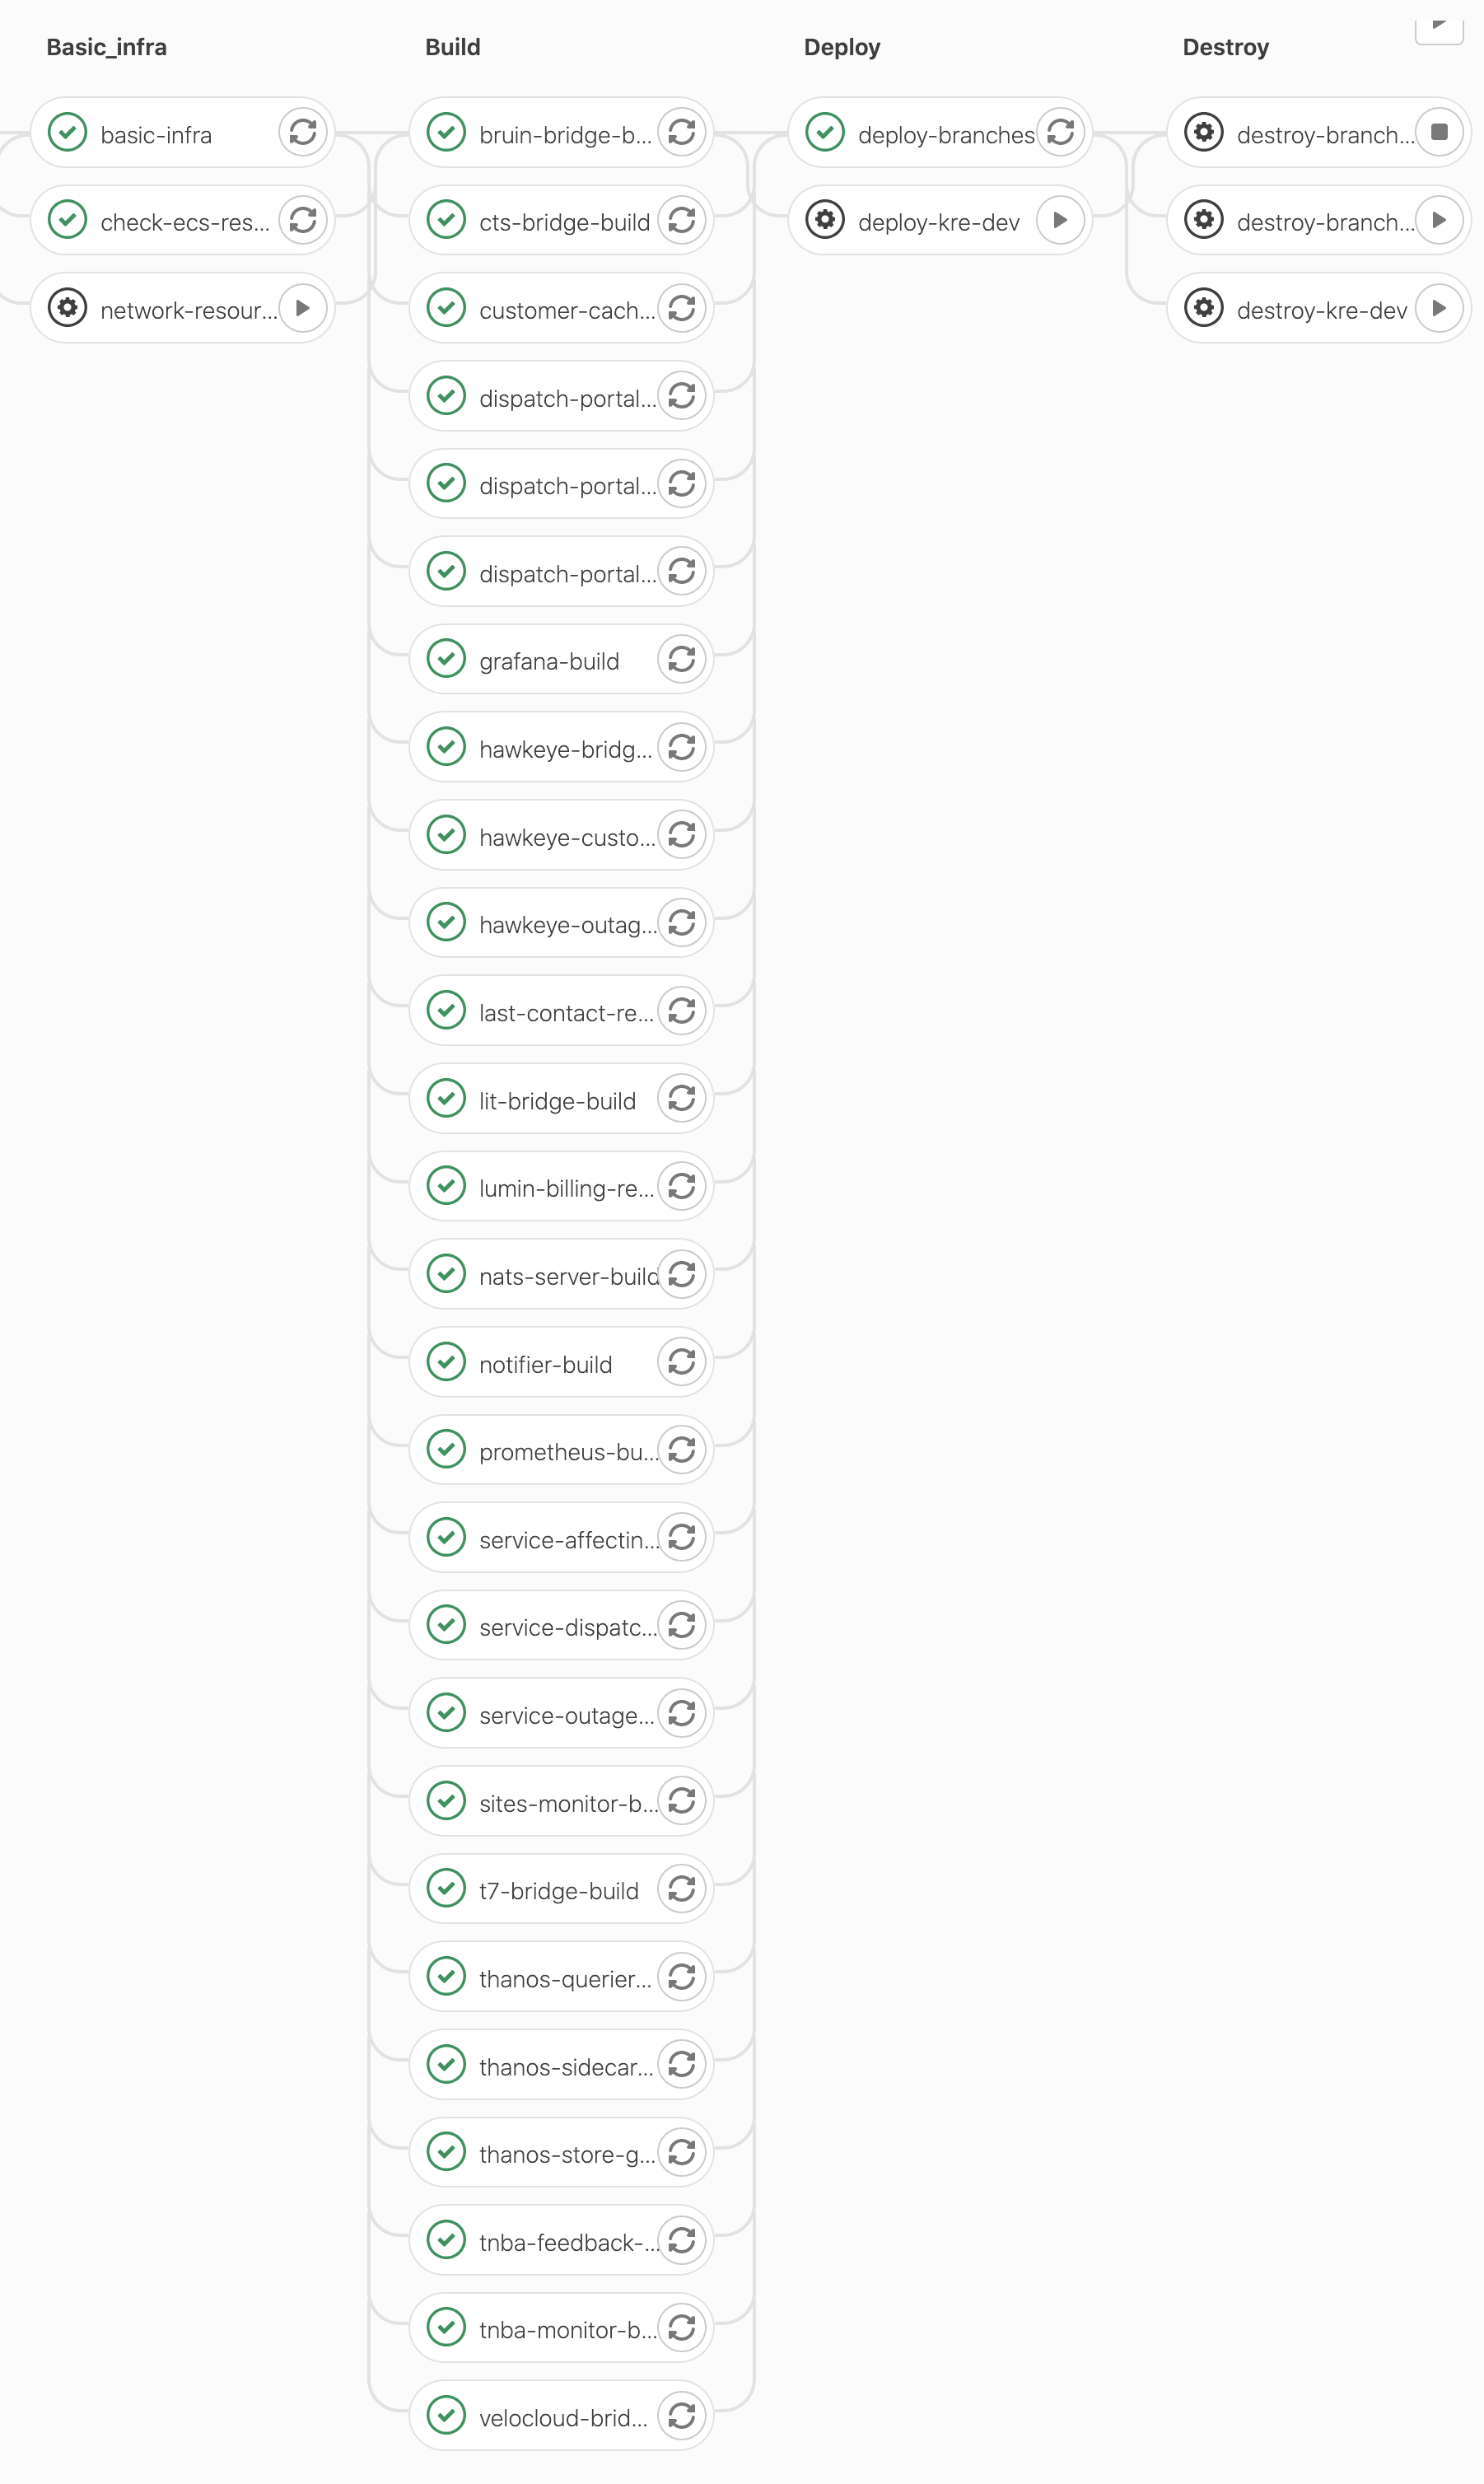 Basic_infra
Build
Deploy
Destroy
basic-infra
check-ecs-res...
network-resour...
bruin-bridge-b...
cts-bridge-build
customer-cach...
dispatch-portal...
dispatch-portal...
dispatch-portal...
grafana-build
hawkeye-bridg...
hawkeye-custo...
hawkeye-outag...
last-contact-re...
lit-bridge-build
lumin-billing-re...
nats-server-build
notifier-build
prometheus-bu...
service-affectin...
service-dispatc...
service-outage...
sites-monitor-b...
t7-bridge-build
thanos-querier...
thanos-sidecar...
thanos-store-g...
tnba-feedback-...
tnba-monitor-b...
velocloud-brid...
deploy-branches
deploy-kre-dev
destroy-branch...
destroy-branch...
destroy-kre-dev